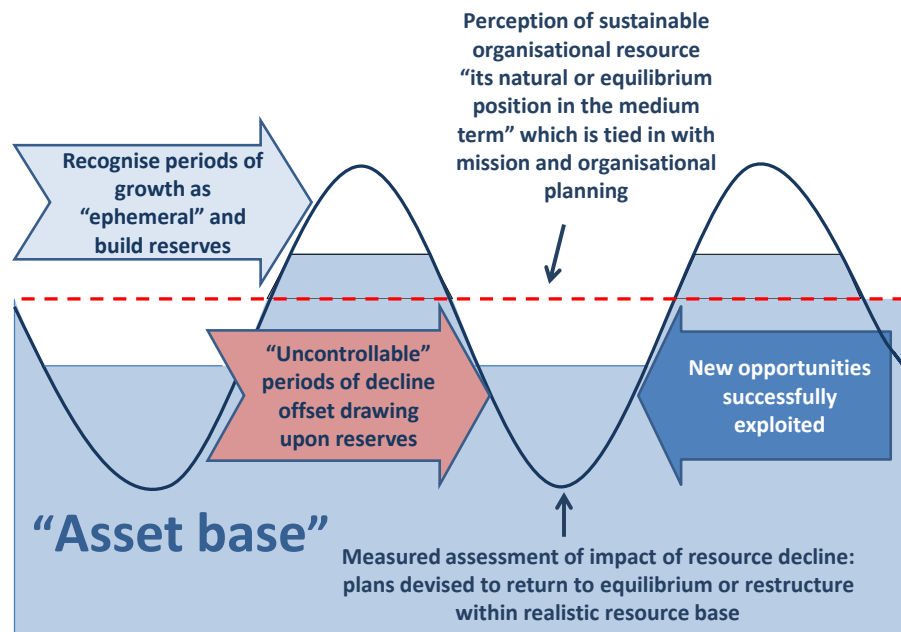 Perception of sustainable
organisational resource
“its natural or equilibrium
position in the medium
term” which is tied in with
mission and organisational
planning
Recognise periods of
growth as
“ephemeral” and
build reserves
“Uncontrollable”
periods of decline
offset drawing
upon reserves
New opportunities
successfully
exploited
“Asset base”
Measured assessment of impact of resource decline:
plans devised to return to equilibrium or restructure
within realistic resource base